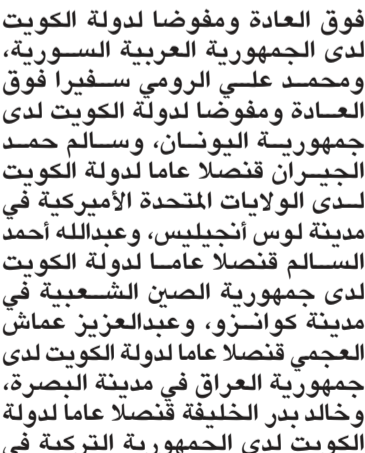 فوق العادة ومفوضا لدولة الكويت
لدى الجمهورية العربية السورية،
ومحمد علي الرومي سفيرا فوق
العادة ومفوضا لدولة الكويت لدى
جمهورية اليونان، وسالم حمد
الجيران قنصلا عاما لدولة الكويت
لدى الولايات المتحدة الأميركية في
مدينة لوس أنجيليس، وعبدالله أحمد
السالم قنصلا عاما لدولة الكويت
لدى جمهورية الصين الشعبية في
مدينة كوانزو، وعبدالعزيز عماش
العجمي قنصلا عاما لدولة الكويت لدى
جمهورية العراق في مدينة البصرة،
وخالد بدر الخليفة قنصلا عاما لدولة
الكويت لدى الجمهورية التركية في